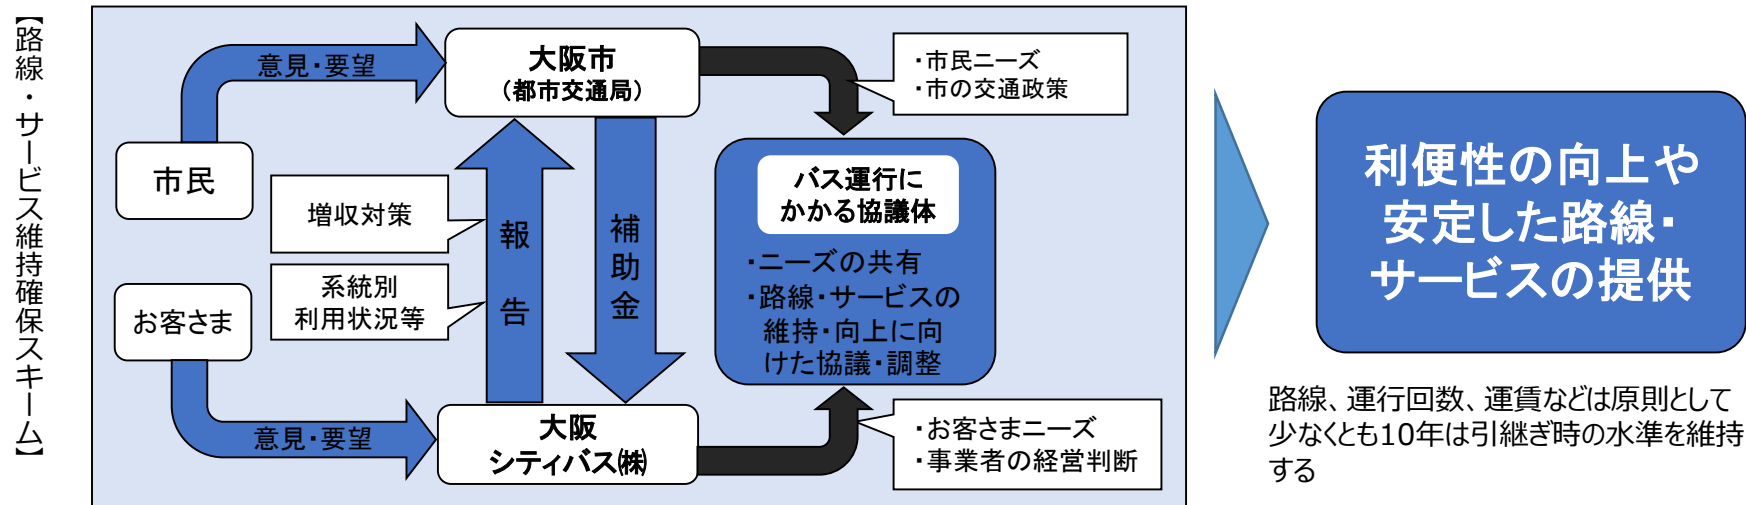 【路線・サービス維持確保スキーム】
意見・要望
大阪市
（都市交通局）
・市民ニーズ
・市の交通政策
市民
増収対策
報告
補助金
バス運行に
かかる協議体
・ニーズの共有
・路線・サービスの
維持・向上に向
けた協議・調整
系統別
利用状況等
お客さま
意見・要望
大阪
シティバス㈱
・お客さまニーズ
・事業者の経営判断
利便性の向上や
安定した路線・
サービスの提供
路線、運行回数、運賃などは原則として
少なくとも10年は引継ぎ時の水準を維持
する